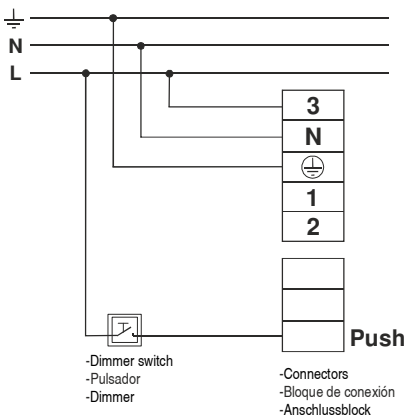 N
L
3
N
1
2
Push
-Dimmer switch
-Pulsador
-Dimmer
-Connectors
-Bloque de conexión
-Anschlussblock